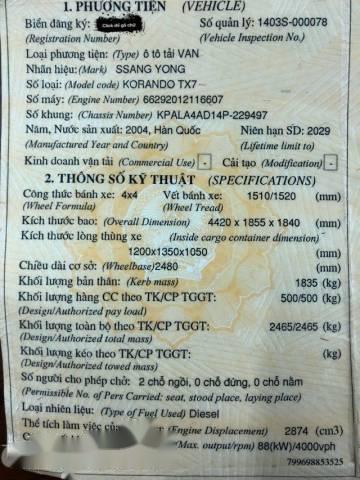 1. PHƯƠNG TIỆN (VEHICLE)
Biển đăng ký: Click để gõ chữ Số quản lý: 1403S-000078
(Registration Number) (Vehicle Inspection No.)
Loại phương tiện: (Type) ô tô tải VAN
Nhãn hiệu: (Mark) SSANG YONG
Số loại: (Model code) KORANDO TX7
Số máy: (Engine Number) 66292012116607
Số khung: (Chassis Number) KPALA4AD14P-229497
Năm, Nước sản xuất: 2004, Hàn Quốc Niên hạn SD: 2029
(Manufactured Year and Country) (Lifetime limit to)
Kinh doanh vận tải (Commercial Use) - Cải tạo (Modification) -
2. THÔNG SỐ KỸ THUẬT (SPECIFICATIONS)
Công thức bánh xe: 4x4 Vết bánh xe: 1510/1520 (mm)
(Wheel Formula) (Wheel Tread)
Kích thước bao: (Overall Dimension) 4420 x 1855 x 1840 (mm)
Kích thước lòng thùng xe (Inside cargo container dimension)
1200x1350x1050 (mm)
Chiều dài cơ sở: (Wheelbase) 2480 (mm)
Khối lượng bản thân: (Kerb mass) 1835 (kg)
Khối lượng hàng CC theo TK/CP TGGT: 500/500 (kg)
(Design/Authorized pay load)
Khối lượng toàn bộ theo TK/CP TGGT: 2465/2465 (kg)
(Design/Authorized total mass)
Khối lượng kéo theo TK/CP TGGT: (kg)
(Design/Authorized towed mass)
Số người cho phép chở: 2 chỗ ngồi, 0 chỗ đứng, 0 chỗ nằm
(Permissible No. of Pers Carried: seat, stood place, laying place)
Loại nhiên liệu: (Type of Fuel Used) Diesel
Thể tích làm việc củ (Engine Displacement) 2874 (cm3)
(Max. output/rpm) 88(kW)/4000vph
799698853525